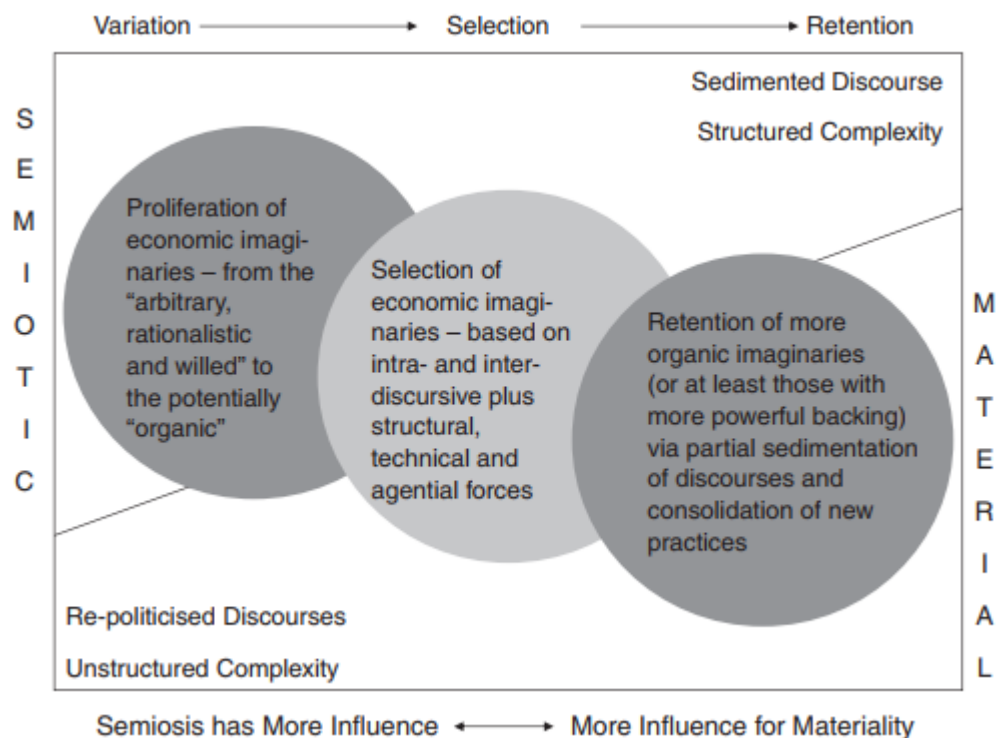 Variation
Selection
Retention
Sedimented Discourse
Structured Complexity
SEMIOTIC
Proliferation of
economic imagi-
naries – from the
“arbitrary,
rationalistic
and willed” to
the potentially
“organic”
Selection of
economic imagi-
naries – based on
intra- and inter-
discursive plus
structural,
technical and
agential forces
Retention of more
organic imaginaries
(or at least those with
more powerful backing)
via partial sedimentation
of discourses and
consolidation of new
practices
MATERIAL
Re-politicised Discourses
Unstructured Complexity
Semiosis has More Influence
More Influence for Materiality